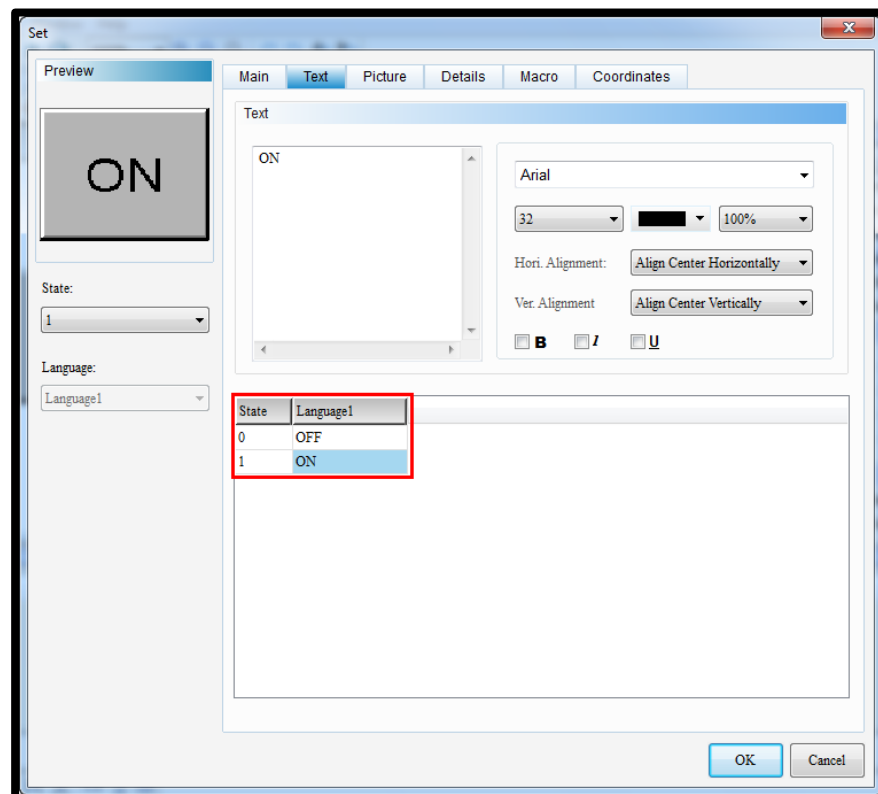 Set
Preview
ON
State:
1
Language:
Language1
Main Text Picture Details Macro Coordinates
Text
ON
Arial
32 100%
Hori. Alignment: Align Center Horizontally
Ver. Alignment Align Center Vertically
B I U
State Language1
0 OFF
1 ON
OK Cancel